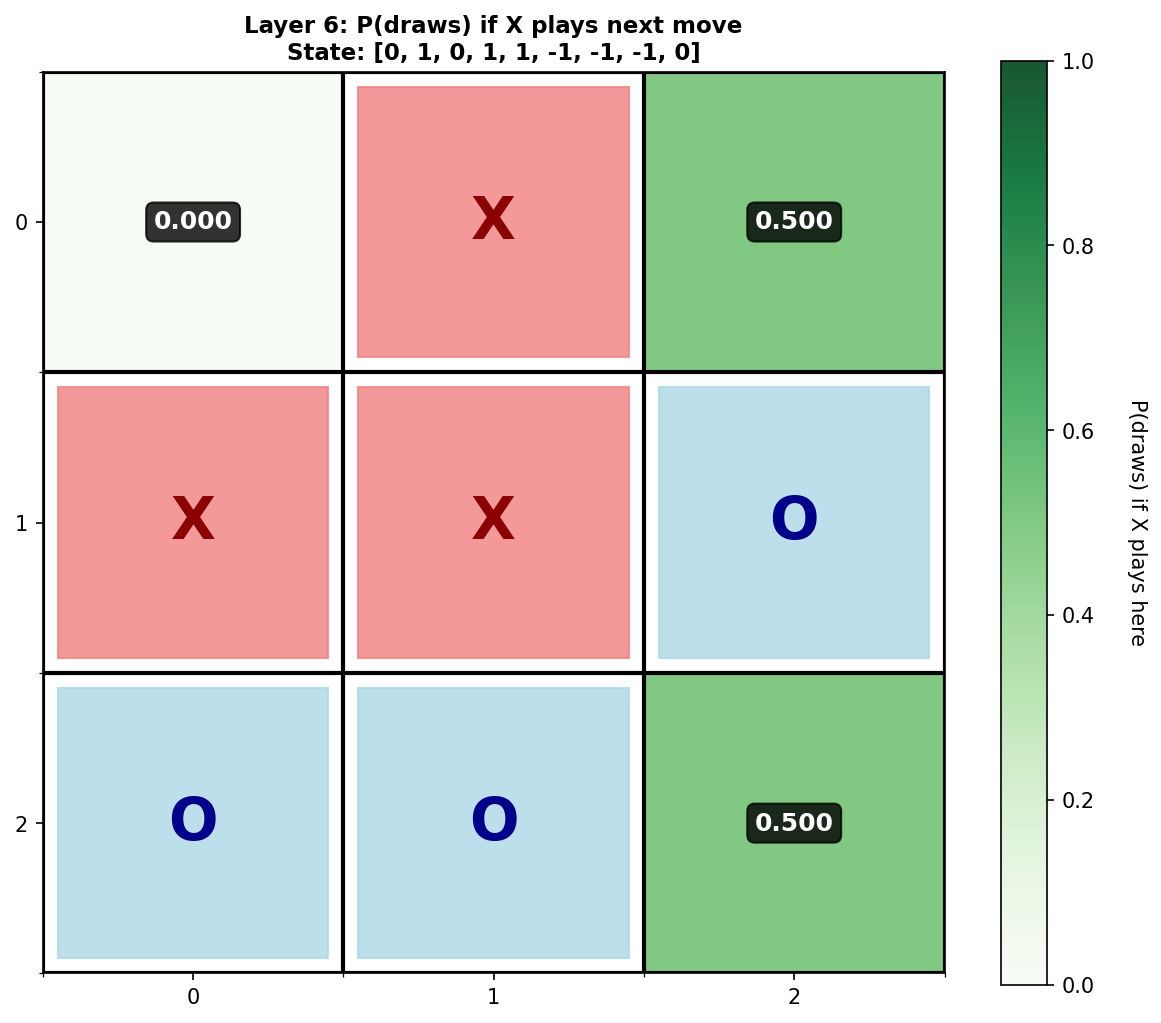 Layer 6: P(draws) if X plays next move
State: [0, 1, 0, 1, 1, -1, -1, -1, 0]
0
0.000
X
0.500
1
X
X
O
2
O
O
0.500
0
1
2
1.0
0.8
0.6
0.4
0.2
0.0
P(draws) if X plays here